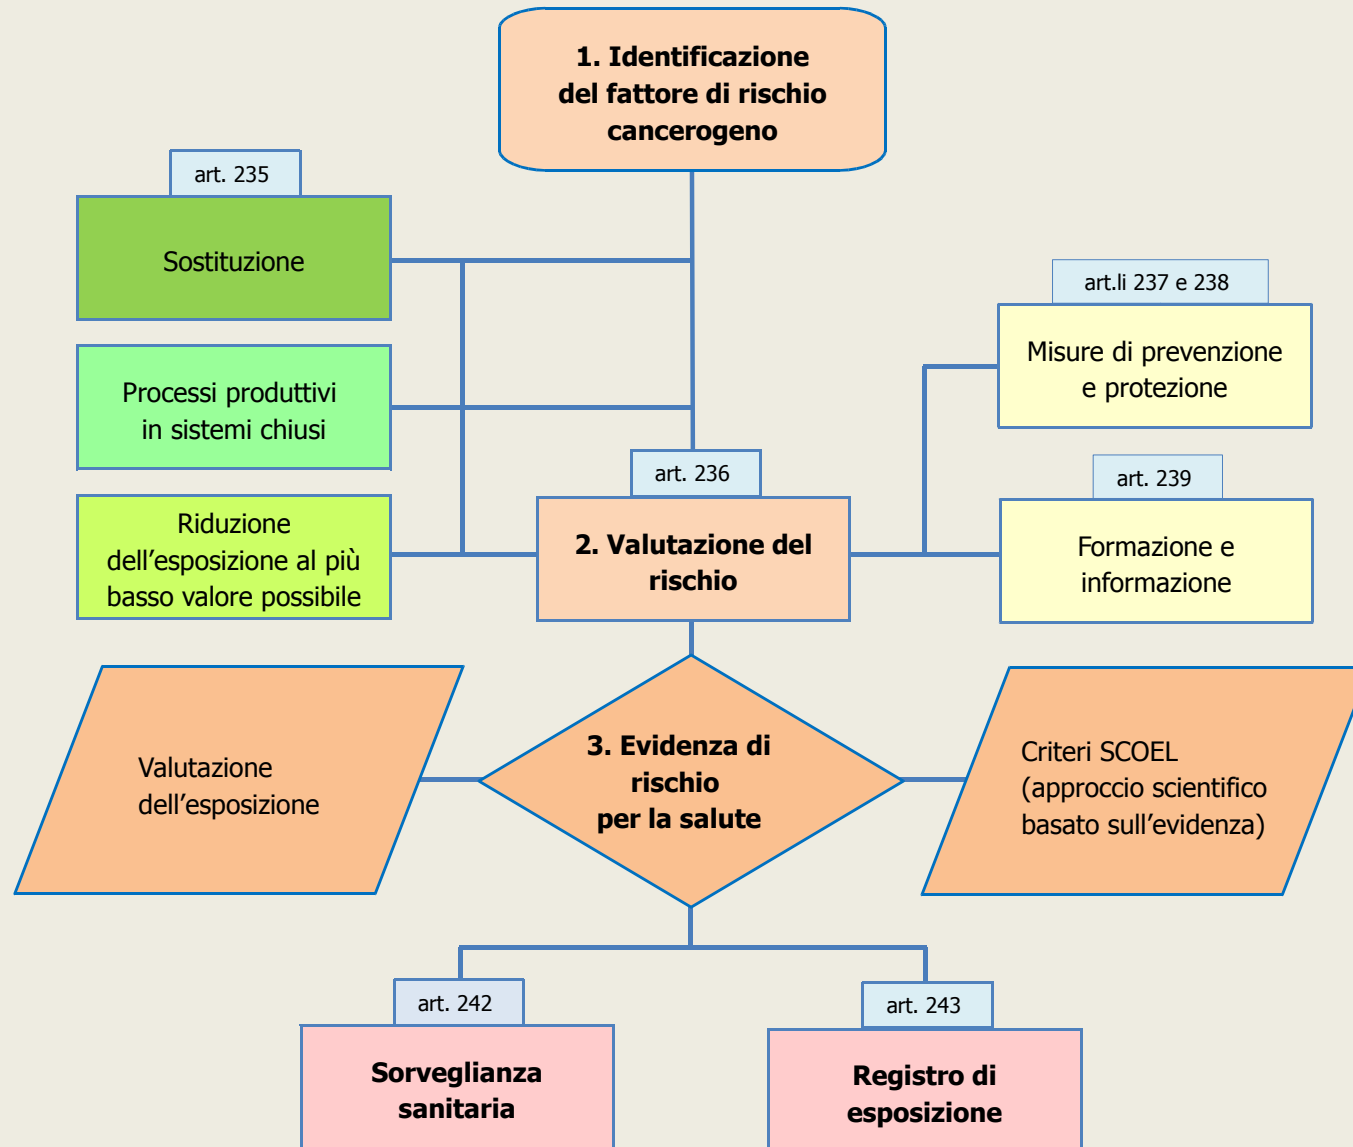 1. Identificazione
del fattore di rischio
cancerogeno
art. 235
Sostituzione
Processi produttivi
in sistemi chiusi
Riduzione
dell’esposizione al più
basso valore possibile
art. 236
2. Valutazione del
rischio
art.li 237 e 238
Misure di prevenzione
e protezione
art. 239
Formazione e
informazione
Valutazione
dell’esposizione
3. Evidenza di
rischio
per la salute
Criteri SCOEL
(approccio scientifico
basato sull’evidenza)
art. 242
Sorveglianza
sanitaria
art. 243
Registro di
esposizione